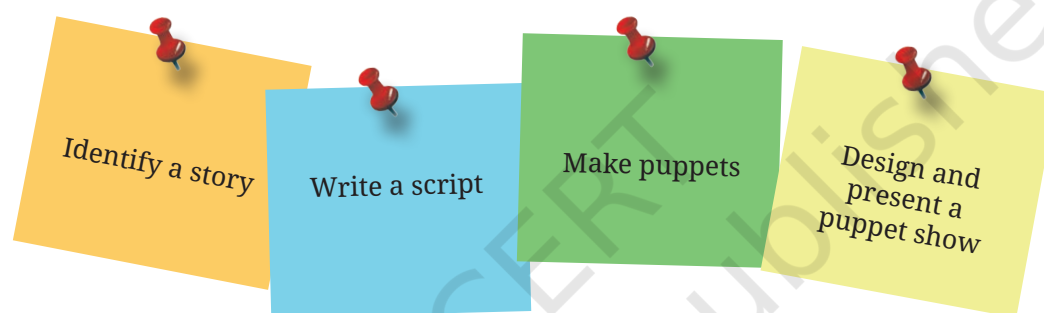 Identify a story
Write a script
Make puppets
Design and
present a
puppet show